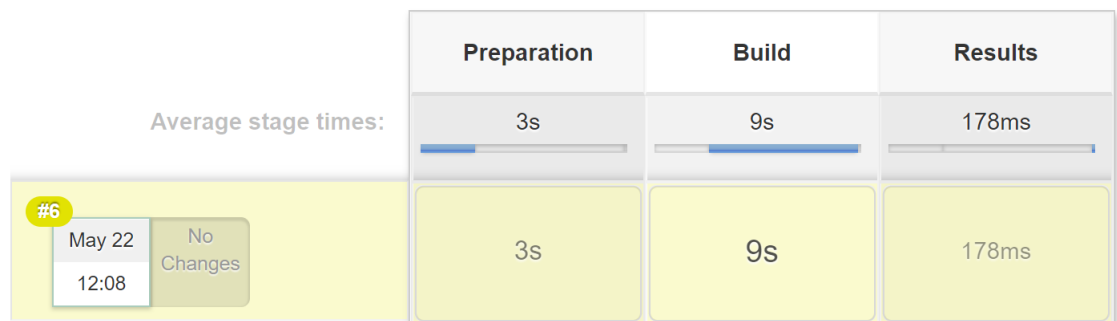 Preparation
Build
Results
Average stage times:
3s
9s
178ms
#6
May 22
12:08
No
Changes
3s
9s
178ms